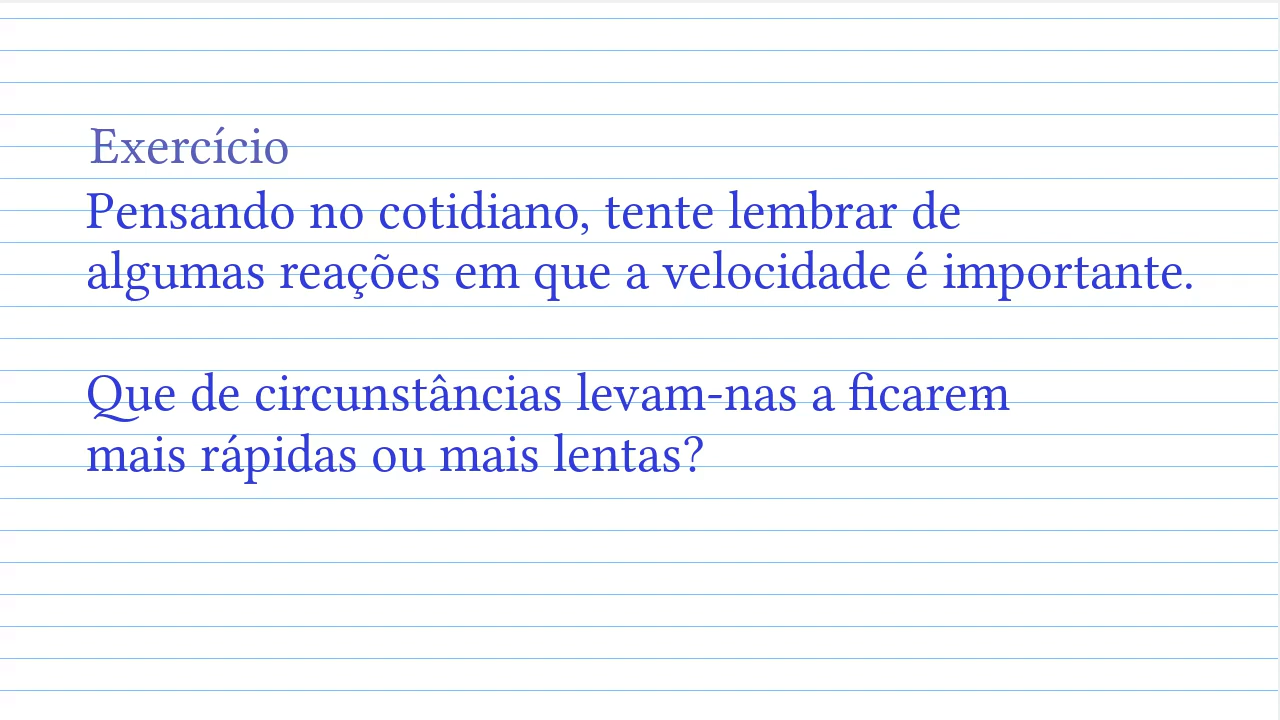 Exercício
Pensando no cotidiano, tente lembrar de
algumas reações em que a velocidade é importante.
Que de circunstâncias levam-nas a ficarem
mais rápidas ou mais lentas?